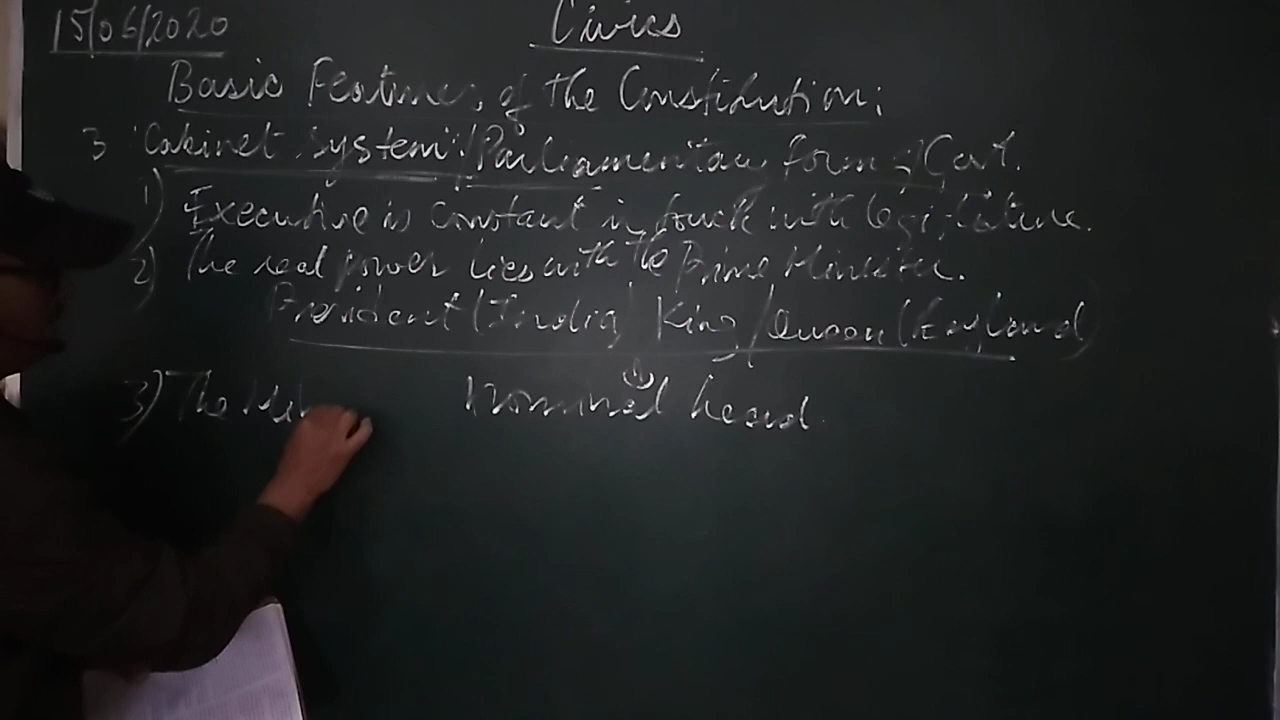 15/06/2020
Civics
Basic Features of the Constitution:
3 Cabinet System:/Parliamentary form of Govt.
1) Executive is constant in touch with legislature.
2) The real power lies with the Prime Minister.
President (India) King/Queen (England)
Nominal head.
3) The